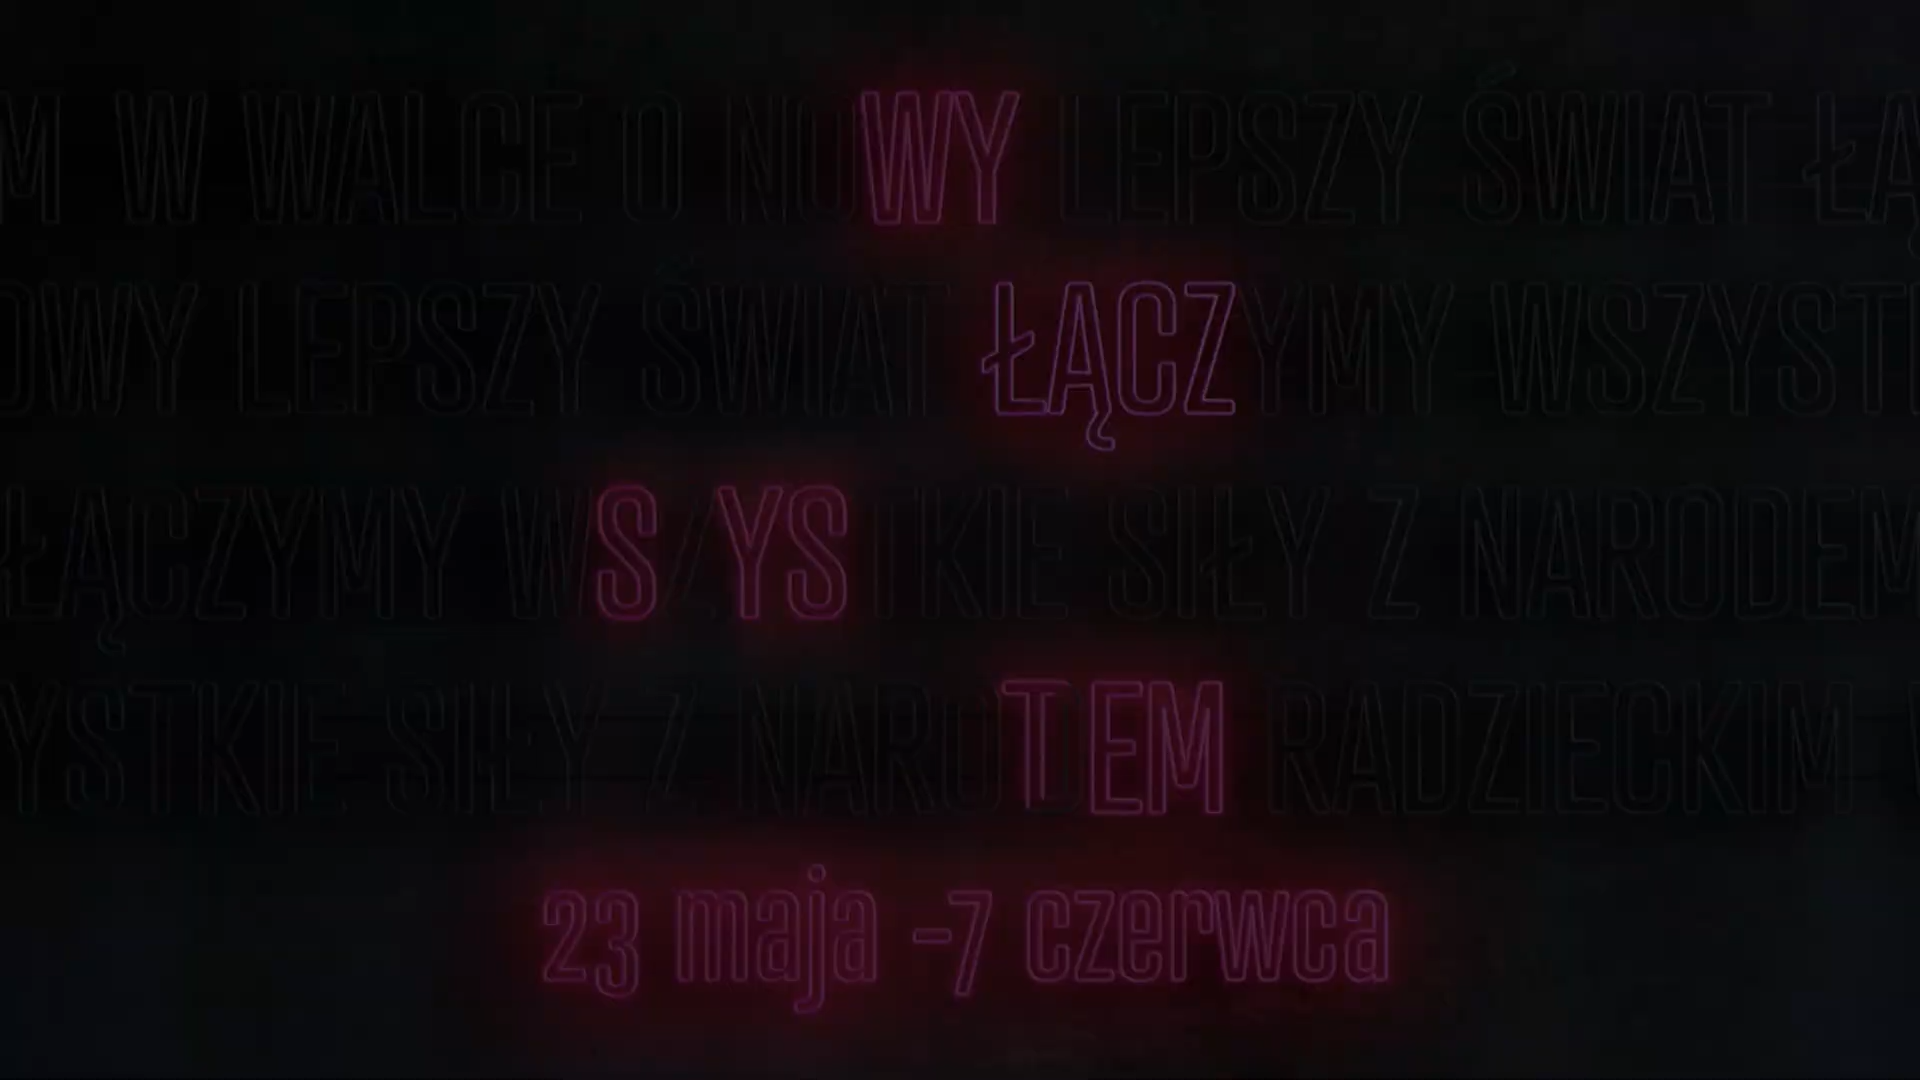 M W WALCE O NOWY LEPSZY ŚWIAT ŁĄ
OWY LEPSZY ŚWIAT ŁĄCZYMY WSZYST
ŁĄCZYMY WSZYSTKIE SIŁY Z NARODEM
YSTKIE SIŁY Z NARODTEM RADZIECKIM
23 maja -7 czerwca